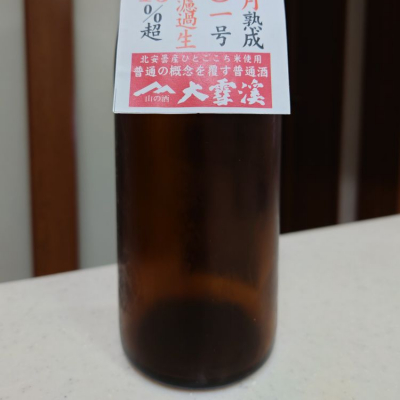 月熟成
一号
濾過生
%超
北安曇産ひとごこち米使用
普通の概念を覆す普通酒
山の酒
大雪渓